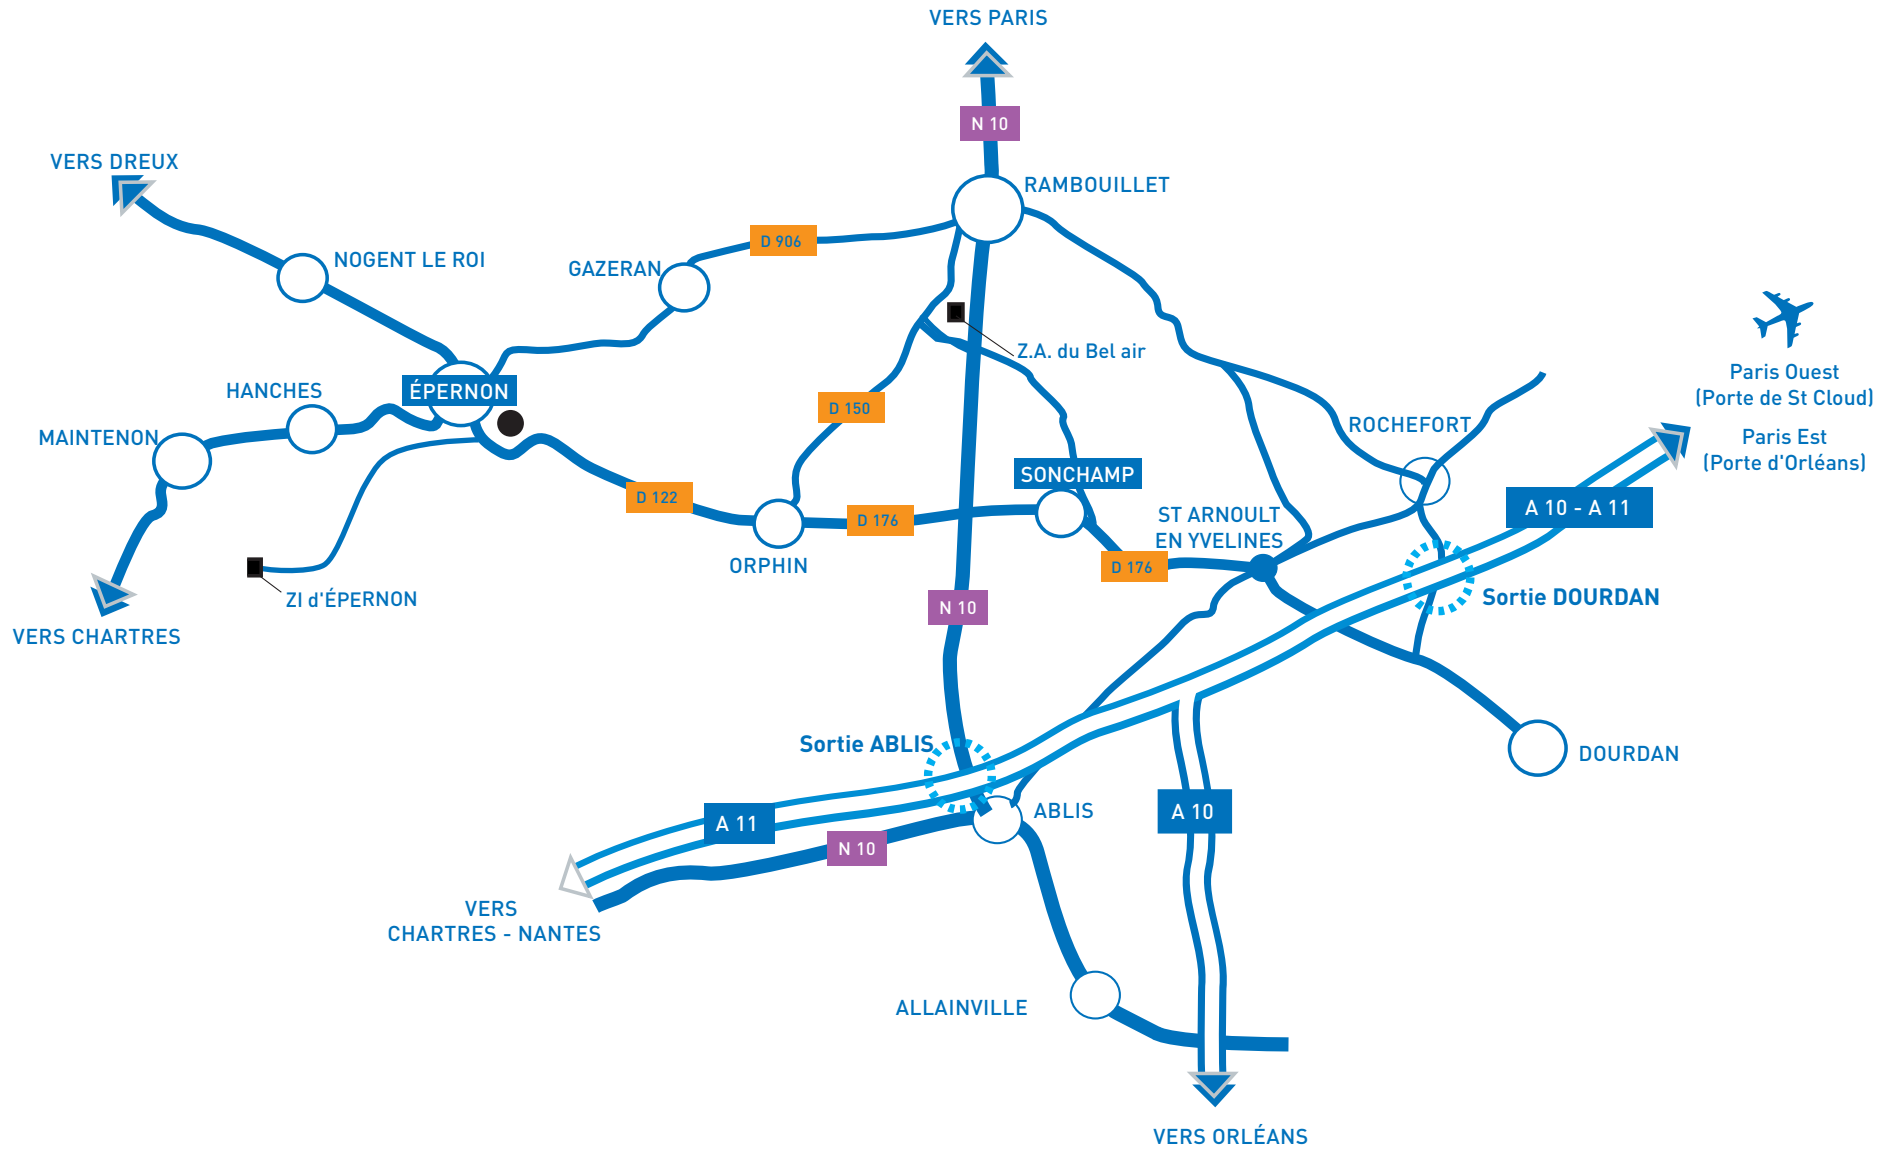 VERS PARIS
N 10
VERS DREUX
RAMBOUILLET
D 906
NOGENT LE ROI
GAZERAN
Z.A. du Bel air
Paris Ouest
(Porte de St Cloud)
Paris Est
(Porte d'Orléans)
HANCHES
ÉPERNON
D 150
ROCHEFORT
MAINTENON
SONCHAMP
D 122
D 176
A 10 - A 11
ST ARNOULT
EN YVELINES
ORPHIN
D 176
ZI d'ÉPERNON
N 10
Sortie DOURDAN
VERS CHARTRES
Sortie ABLIS
DOURDAN
A 11
ABLIS
A 10
N 10
VERS
CHARTRES - NANTES
ALLAINVILLE
VERS ORLÉANS